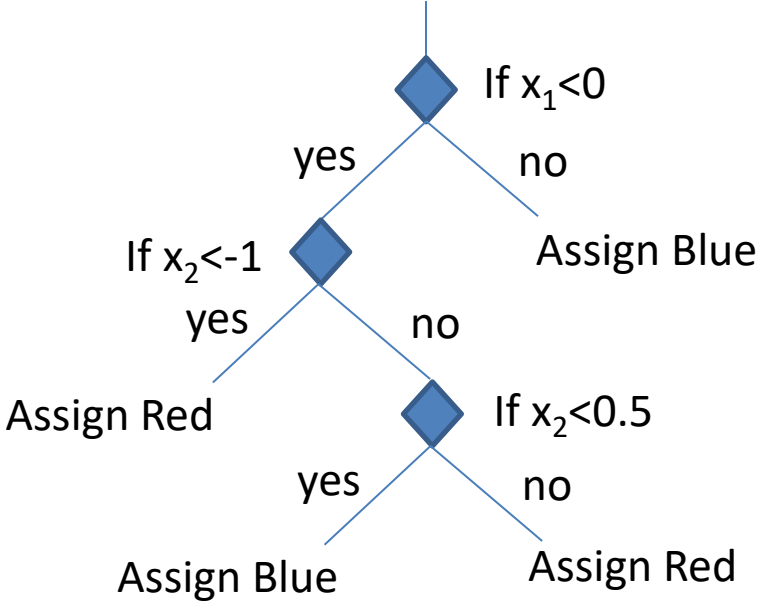 If x₁<0
yes
no
If x₂<-1
Assign Blue
yes
no
Assign Red
If x₂<0.5
yes
no
Assign Blue
Assign Red